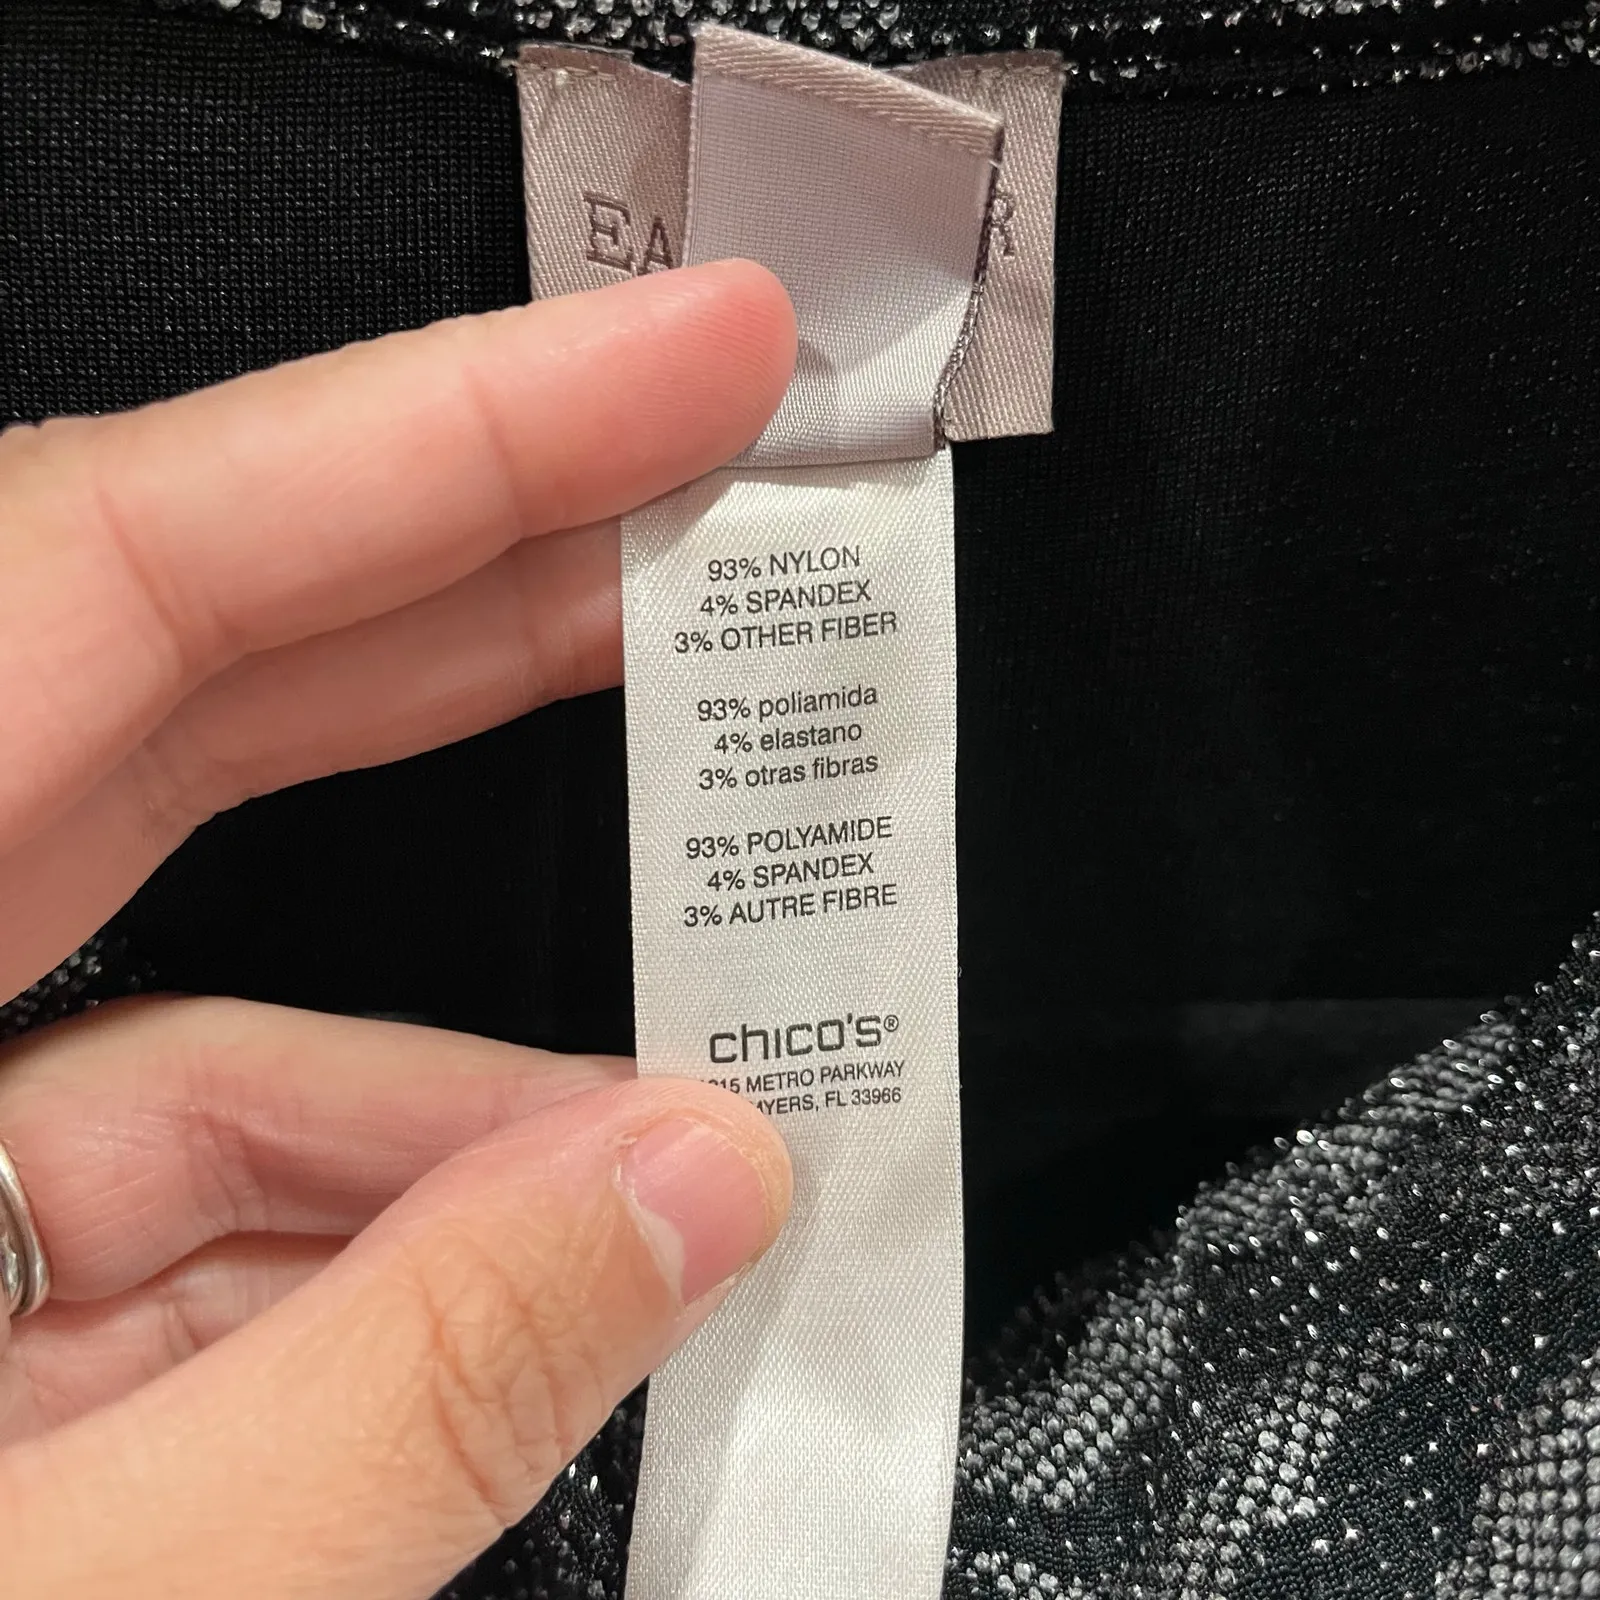 EA R
93% NYLON
4% SPANDEX
3% OTHER FIBER
93% poliamida
4% elastano
3% otras fibras
93% POLYAMIDE
4% SPANDEX
3% AUTRE FIBRE
chico's®
METRO PARKWAY
FL 33966